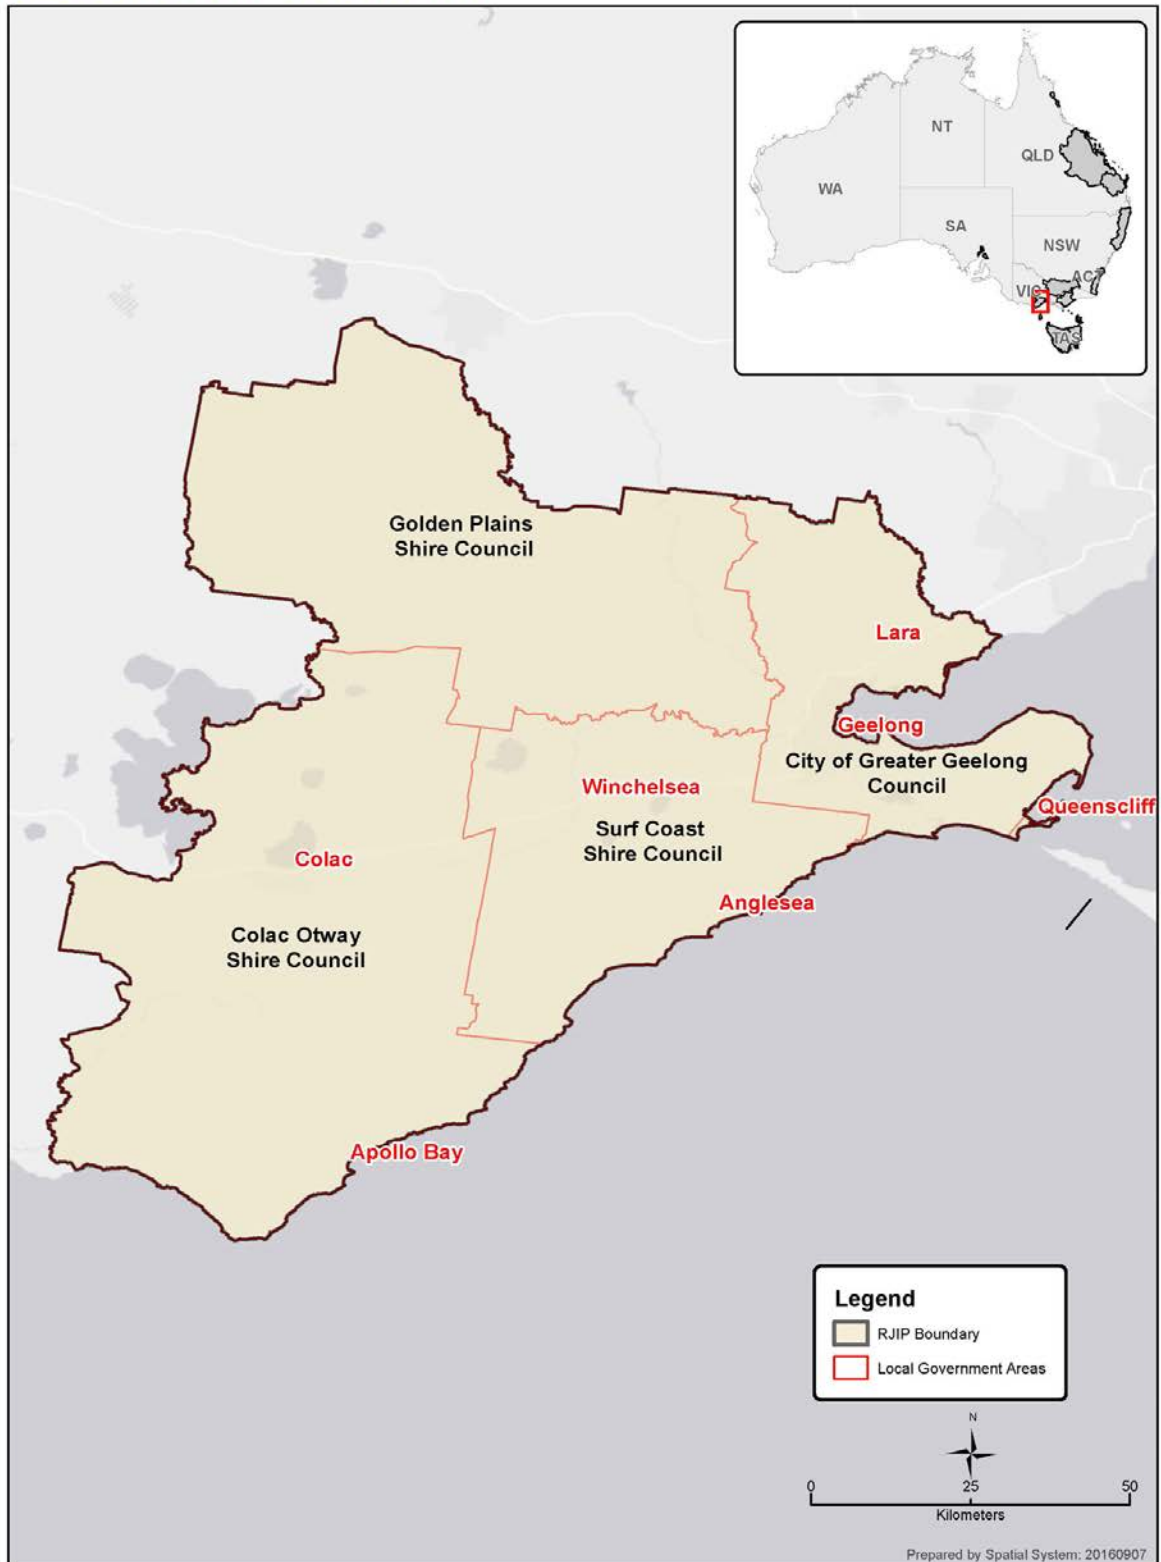 NT
QLD
WA
SA
NSW
ACT
VIC
TAS
Golden Plains
Shire Council
Lara
Geelong
City of Greater Geelong
Council
Winchelsea
Queenscliff
Surf Coast
Shire Council
Colac
Anglesea
Colac Otway
Shire Council
Apollo Bay
Legend
RJIP Boundary
Local Government Areas
N
0 25 50
Kilometers
Prepared by Spatial System: 20160907